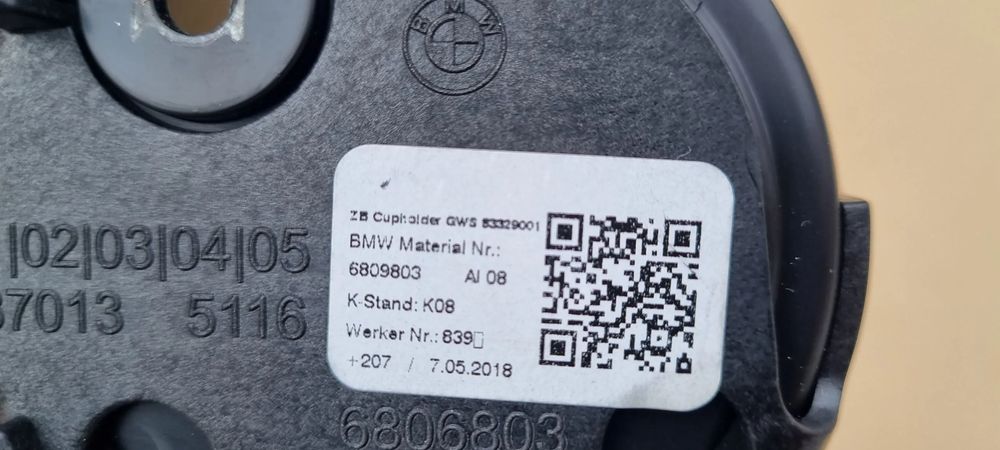 BMW
ZB Cupholder GWS 53329001
BMW Material Nr.:
6809803 AI 08
K-Stand: K08
Werker Nr.: 839
+207 / 7.05.2018
|02|03|04|05
37013 5116
6806803